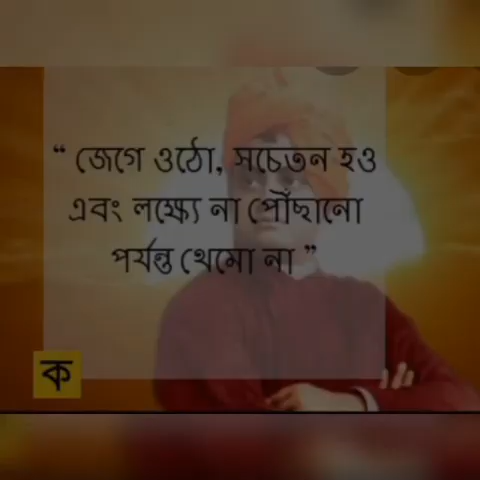 “ জেগে ওঠো, সচেতন হও
এবং লক্ষ্যে না পৌঁছানো
পর্যন্ত থেমো না ”
ক